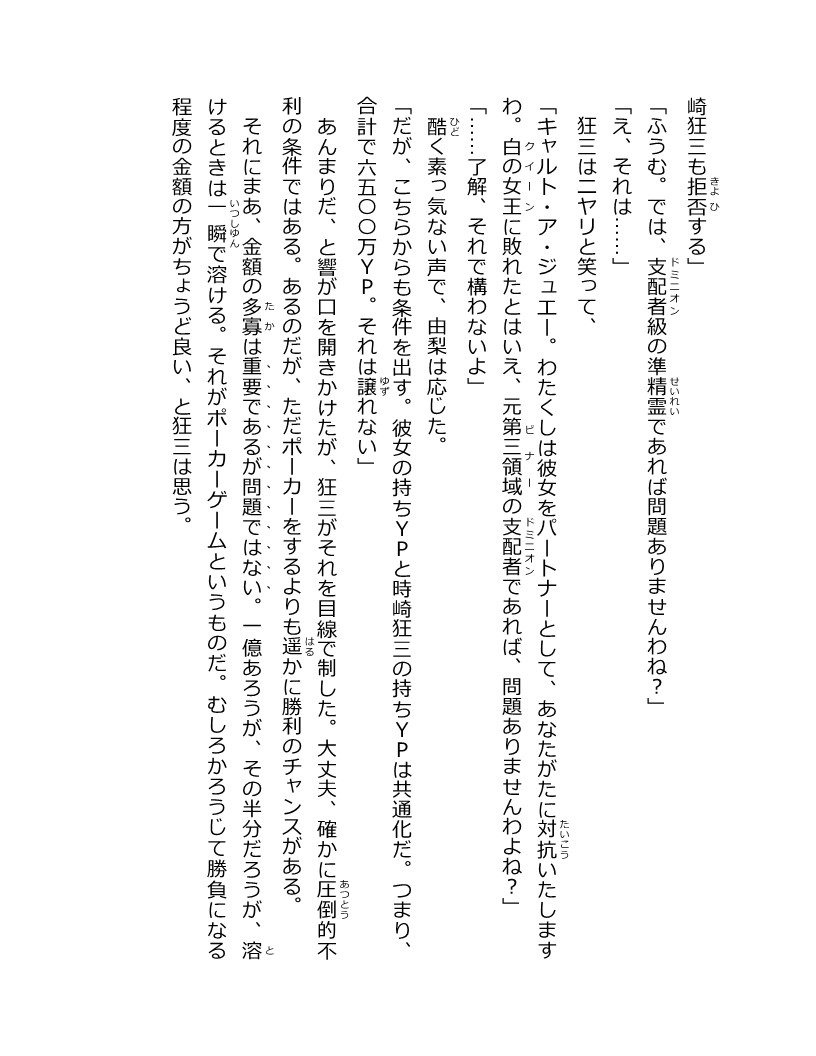 崎狂三も拒否する」
「ふうむ。では、支配者級の準精霊であれば問題ありませんわね？」
「え、それは……」
　狂三はニヤリと笑って、
「キャルト・ア・ジュエー。わたくしは彼女をパートナーとして、あなたがたに対抗いたします
わ。白の女王に敗れたとはいえ、元第三領域の支配者であれば、問題ありませんわよね？」
「……了解、それで構わないよ」
　酷く素っ気ない声で、由梨は応じた。
「だが、こちらからも条件を出す。彼女の持ちＹＰと時崎狂三の持ちＹＰは共通化だ。つまり、
合計で六五〇〇万ＹＰ。それは譲れない」
　あんまりだ、と響が口を開きかけたが、狂三がそれを目線で制した。大丈夫、確かに圧倒的不
利の条件ではある。あるのだが、ただポーカーをするよりも遥かに勝利のチャンスがある。
　それにまあ、金額の多寡は重要であるが問題ではない。一億あろうが、その半分だろうが、溶
けるときは一瞬で溶ける。それがポーカーゲームというものだ。むしろかろうじて勝負になる
程度の金額の方がちょうど良い、と狂三は思う。